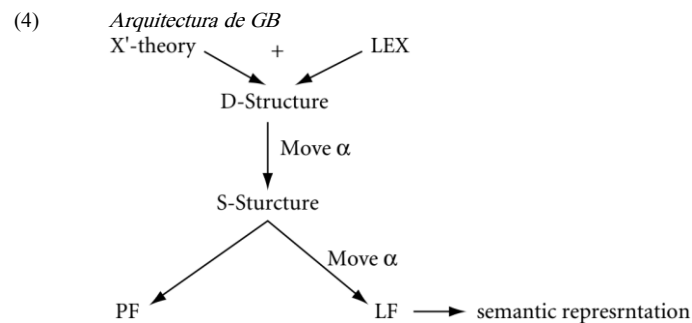 (4) Arquitectura de GB
X'-theory + LEX
D-Structure
Move α
S-Sturcture
Move α
PF LF semantic represrntation